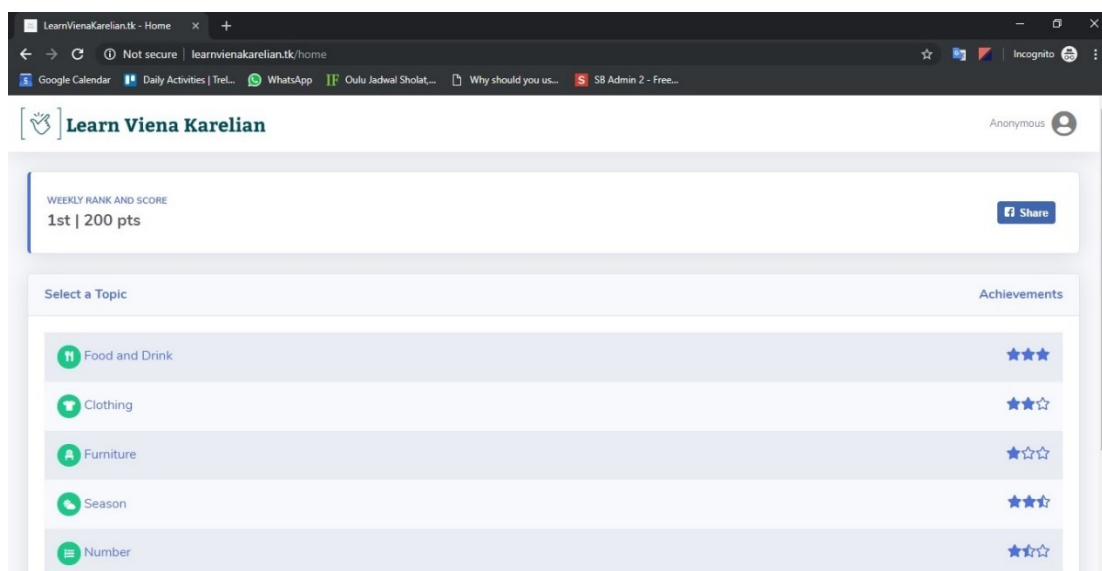 LearnVienaKarelian.tk - Home
Not secure | learnvienakarelian.tk/home
Incognito
Google Calendar Daily Activities | Trel... WhatsApp IF Oulu Jadwal Sholat,... Why should you us... S SB Admin 2 - Free...
Learn Viena Karelian
Anonymous
WEEKLY RANK AND SCORE
1st | 200 pts
Share
Select a Topic Achievements
Food and Drink
Clothing
Furniture
Season
Number